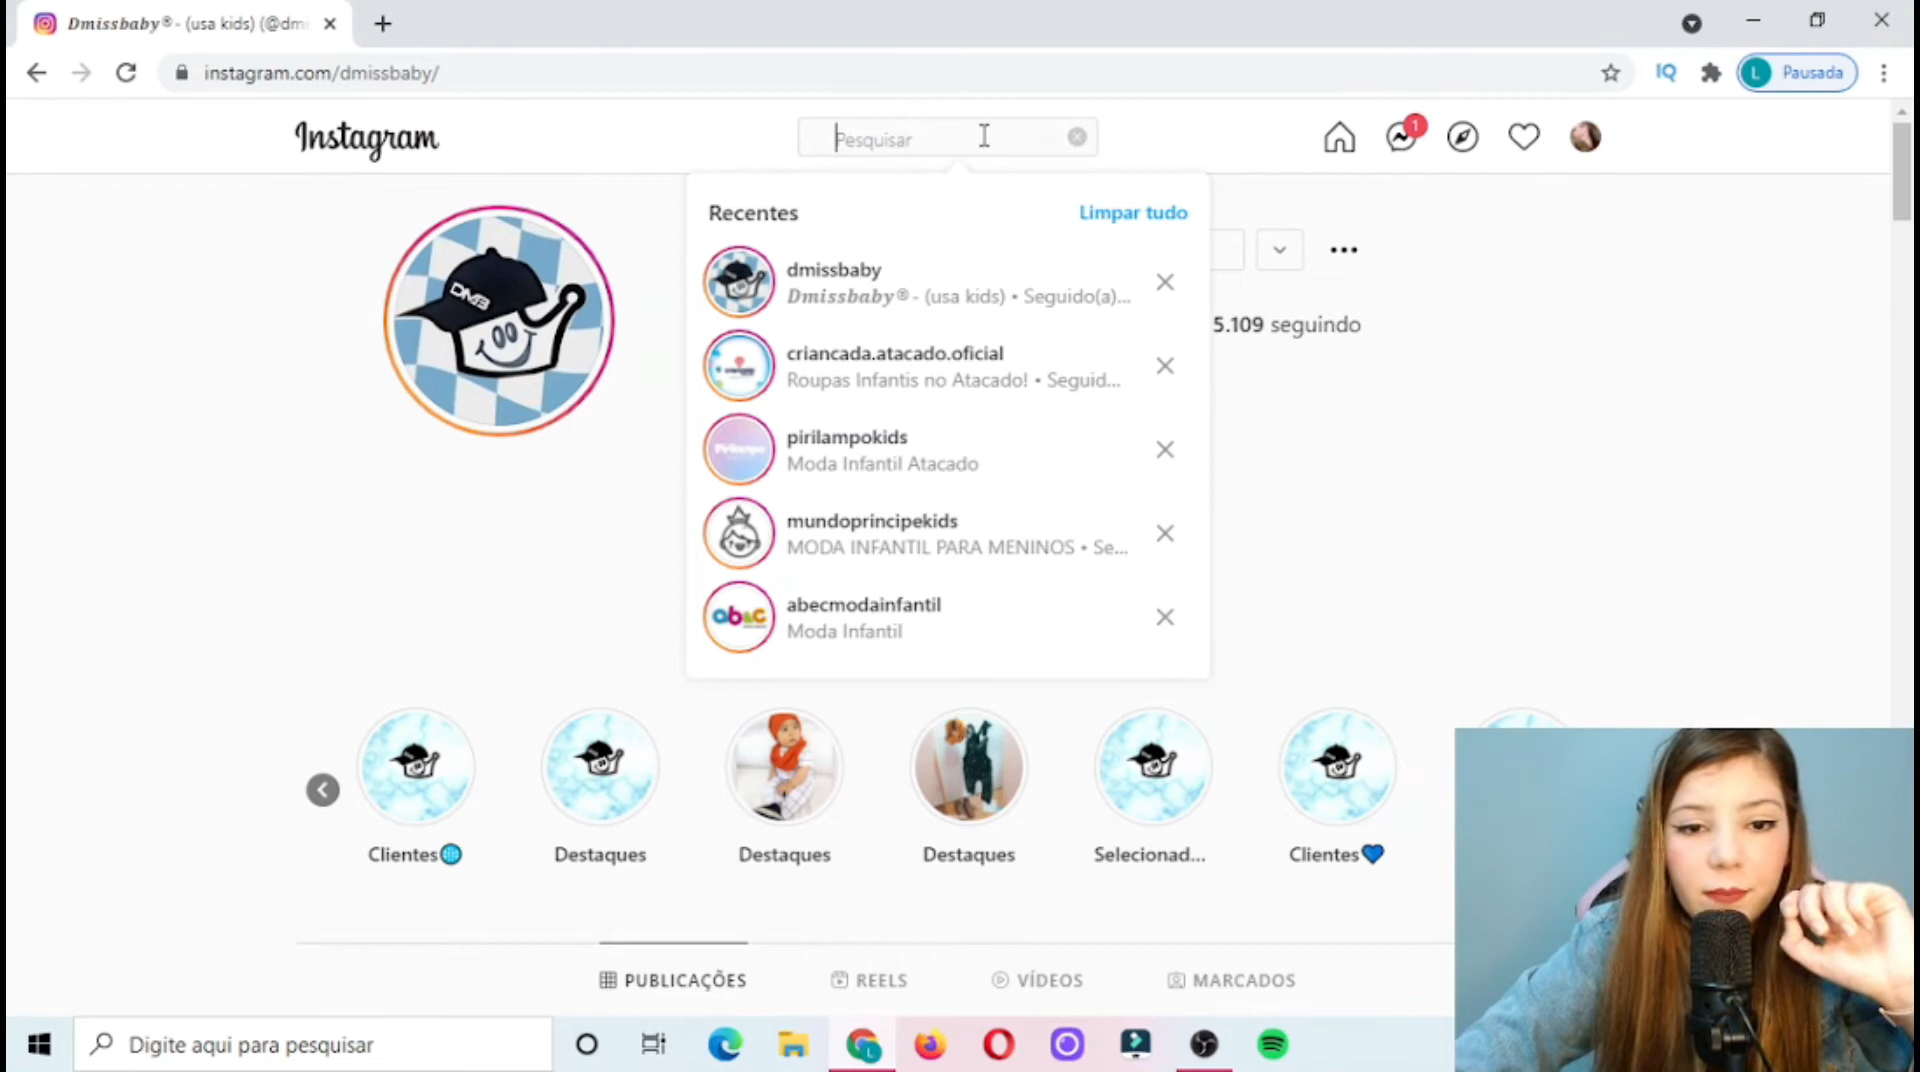 Dmissbaby® - (usa kids) (@dmi
instagram.com/dmissbaby/
IQ
L
Pausada
Instagram
Pesquisar
1
Recentes
Limpar tudo
DMB
dmissbaby
Dmissbaby® - (usa kids) • Seguido(a)...
criancada.atacado.oficial
Roupas Infantis no Atacado! • Seguid...
5.109 seguindo
pirilampokids
Moda Infantil Atacado
mundoprincipekids
MODA INFANTIL PARA MENINOS • Se...
abecmodainfantil
Moda Infantil
Clientes
Destaques
Destaques
Destaques
Selecionad...
Clientes
PUBLICAÇÕES
REELS
VÍDEOS
MARCADOS
Digite aqui para pesquisar
L